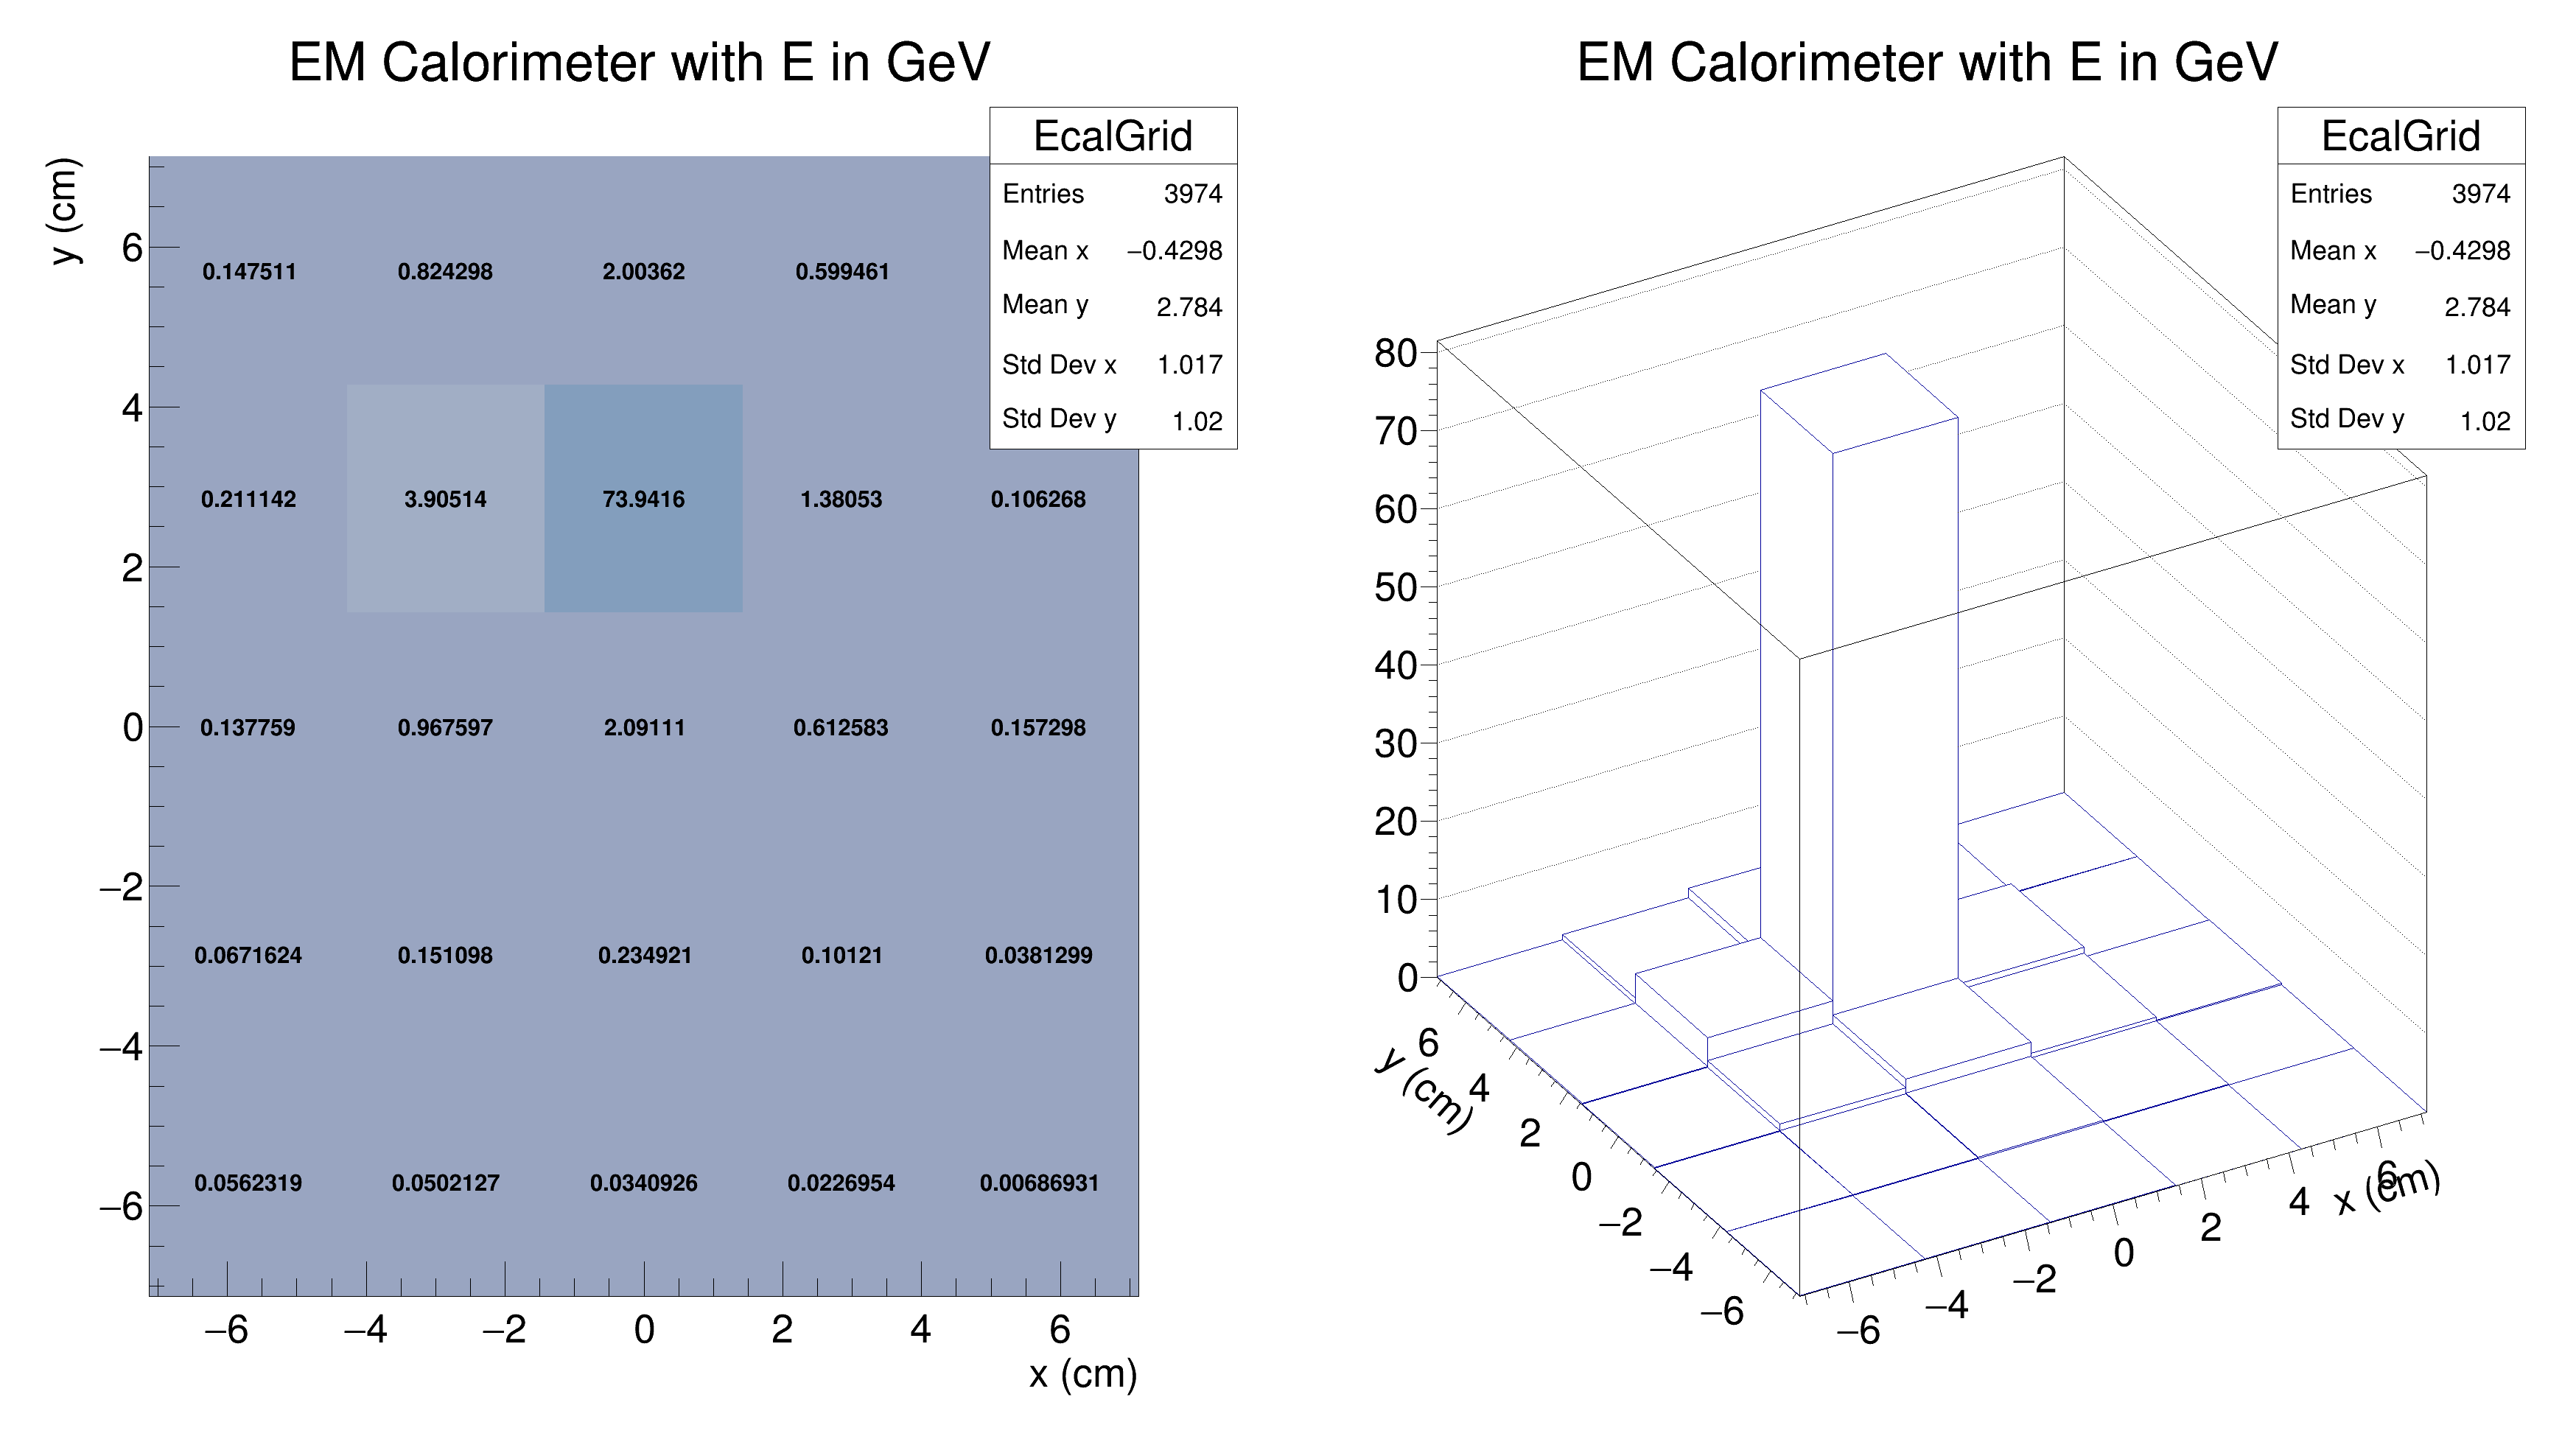 EM Calorimeter with E in GeV
y (cm)
EcalGrid
Entries 3974
Mean x −0.4298
Mean y 2.784
Std Dev x 1.017
Std Dev y 1.02
6
4
2
0
−2
−4
−6
0.147511 0.824298 2.00362 0.599461
0.211142 3.90514 73.9416 1.38053 0.106268
0.137759 0.967597 2.09111 0.612583 0.157298
0.0671624 0.151098 0.234921 0.10121 0.0381299
0.0562319 0.0502127 0.0340926 0.0226954 0.00686931
−6 −4 −2 0 2 4 6
x (cm)
EM Calorimeter with E in GeV
EcalGrid
Entries 3974
Mean x −0.4298
Mean y 2.784
Std Dev x 1.017
Std Dev y 1.02
80
70
60
50
40
30
20
10
0
6
4
2
0
−2
−4
−6
y (cm)
−6 −4 −2 0 2 4 6
x (cm)